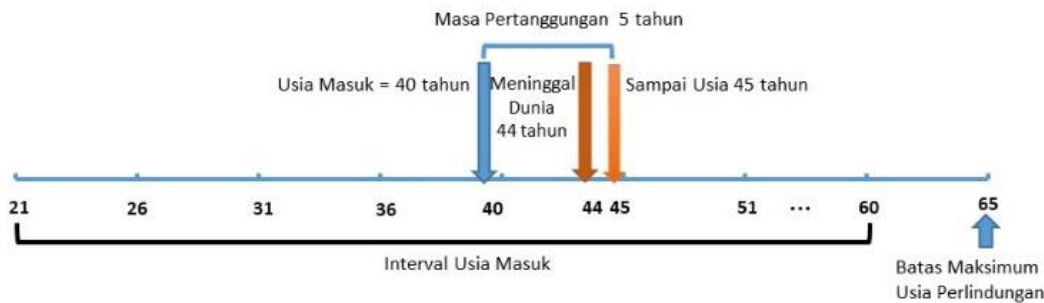 Masa Pertanggungan 5 tahun
Usia Masuk = 40 tahun
Meninggal
Dunia
44 tahun
Sampai Usia 45 tahun
21 26 31 36 40 44 45 51 ... 60 65
Interval Usia Masuk
Batas Maksimum
Usia Perlindungan